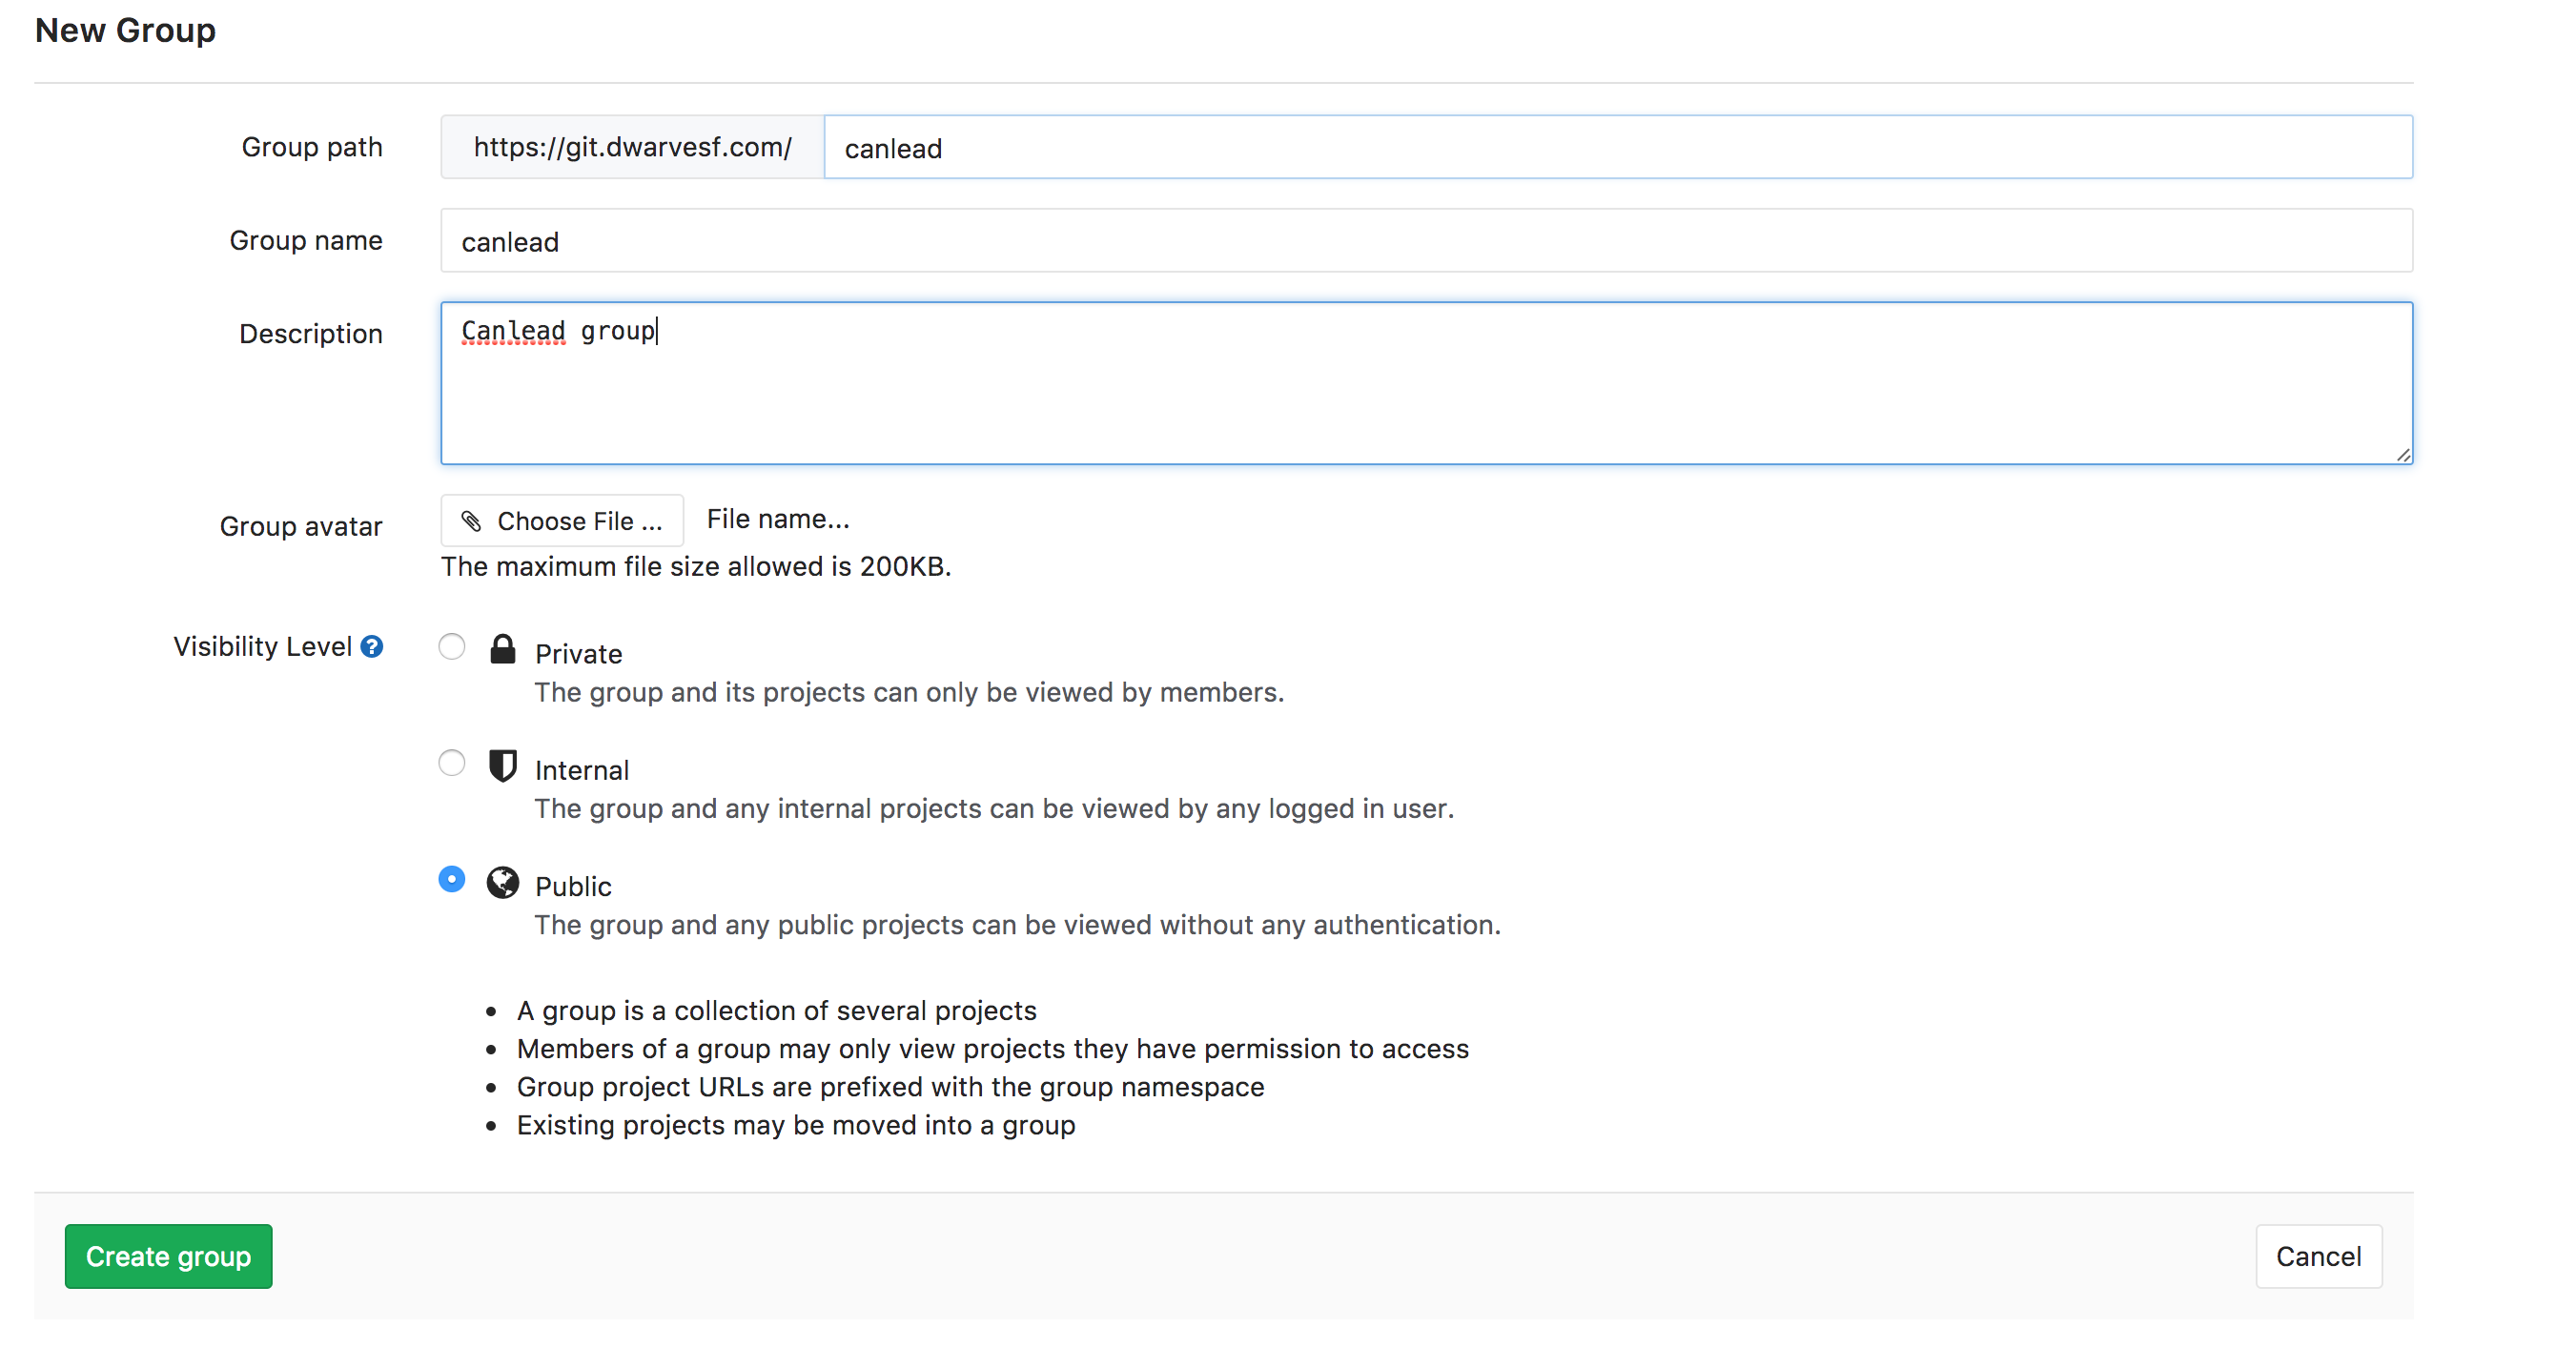 New Group
Group path https://git.dwarvesf.com/ canlead
Group name canlead
Description Canlead group
Group avatar Choose File ... File name...
The maximum file size allowed is 200KB.
Visibility Level ? Private
The group and its projects can only be viewed by members.
Internal
The group and any internal projects can be viewed by any logged in user.
Public
The group and any public projects can be viewed without any authentication.
• A group is a collection of several projects
• Members of a group may only view projects they have permission to access
• Group project URLs are prefixed with the group namespace
• Existing projects may be moved into a group
Create group Cancel